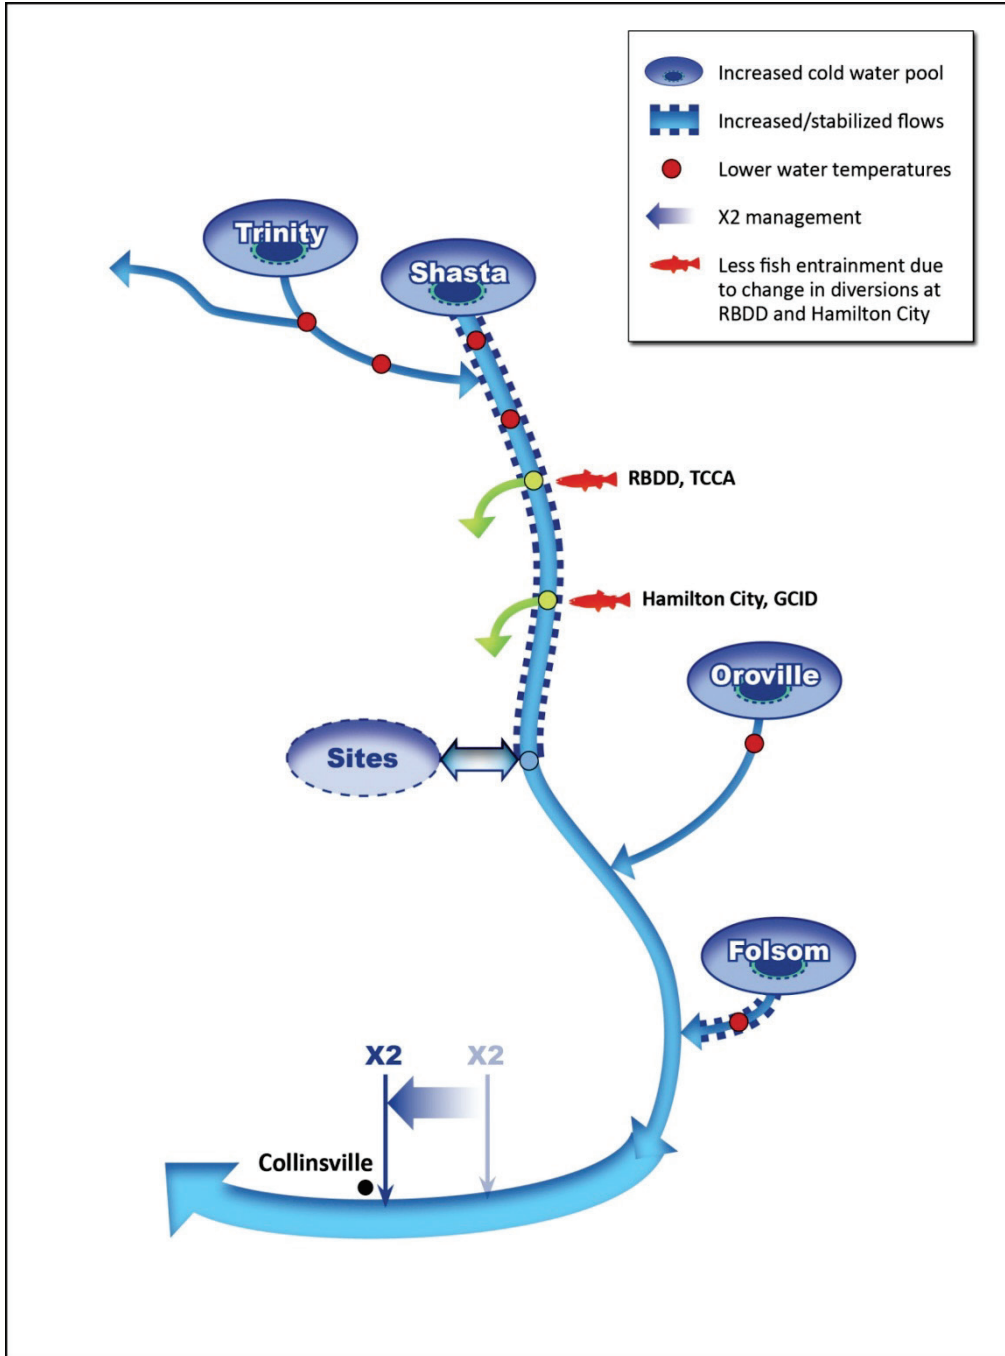 Increased cold water pool
Increased/stabilized flows
Lower water temperatures
X2 management
Less fish entrainment due
to change in diversions at
RBDD and Hamilton City
Trinity
Shasta
RBDD, TCCA
Hamilton City, GCID
Oroville
Sites
Folsom
X2
X2
Collinsville